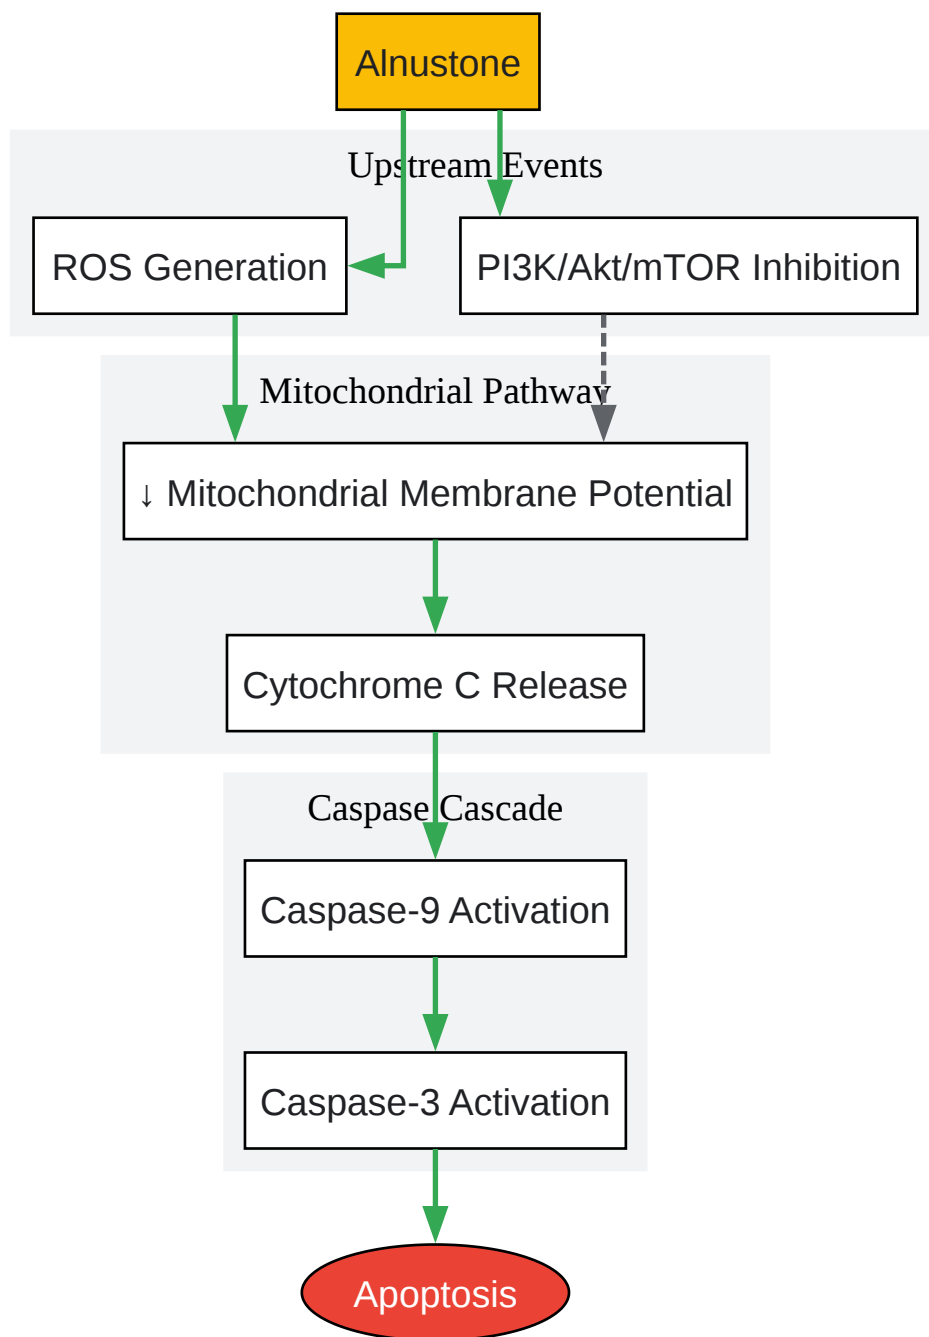 Alnustone
Upstream Events
ROS Generation
PI3K/Akt/mTOR Inhibition
Mitochondrial Pathway
↓ Mitochondrial Membrane Potential
Cytochrome C Release
Caspase Cascade
Caspase-9 Activation
Caspase-3 Activation
Apoptosis